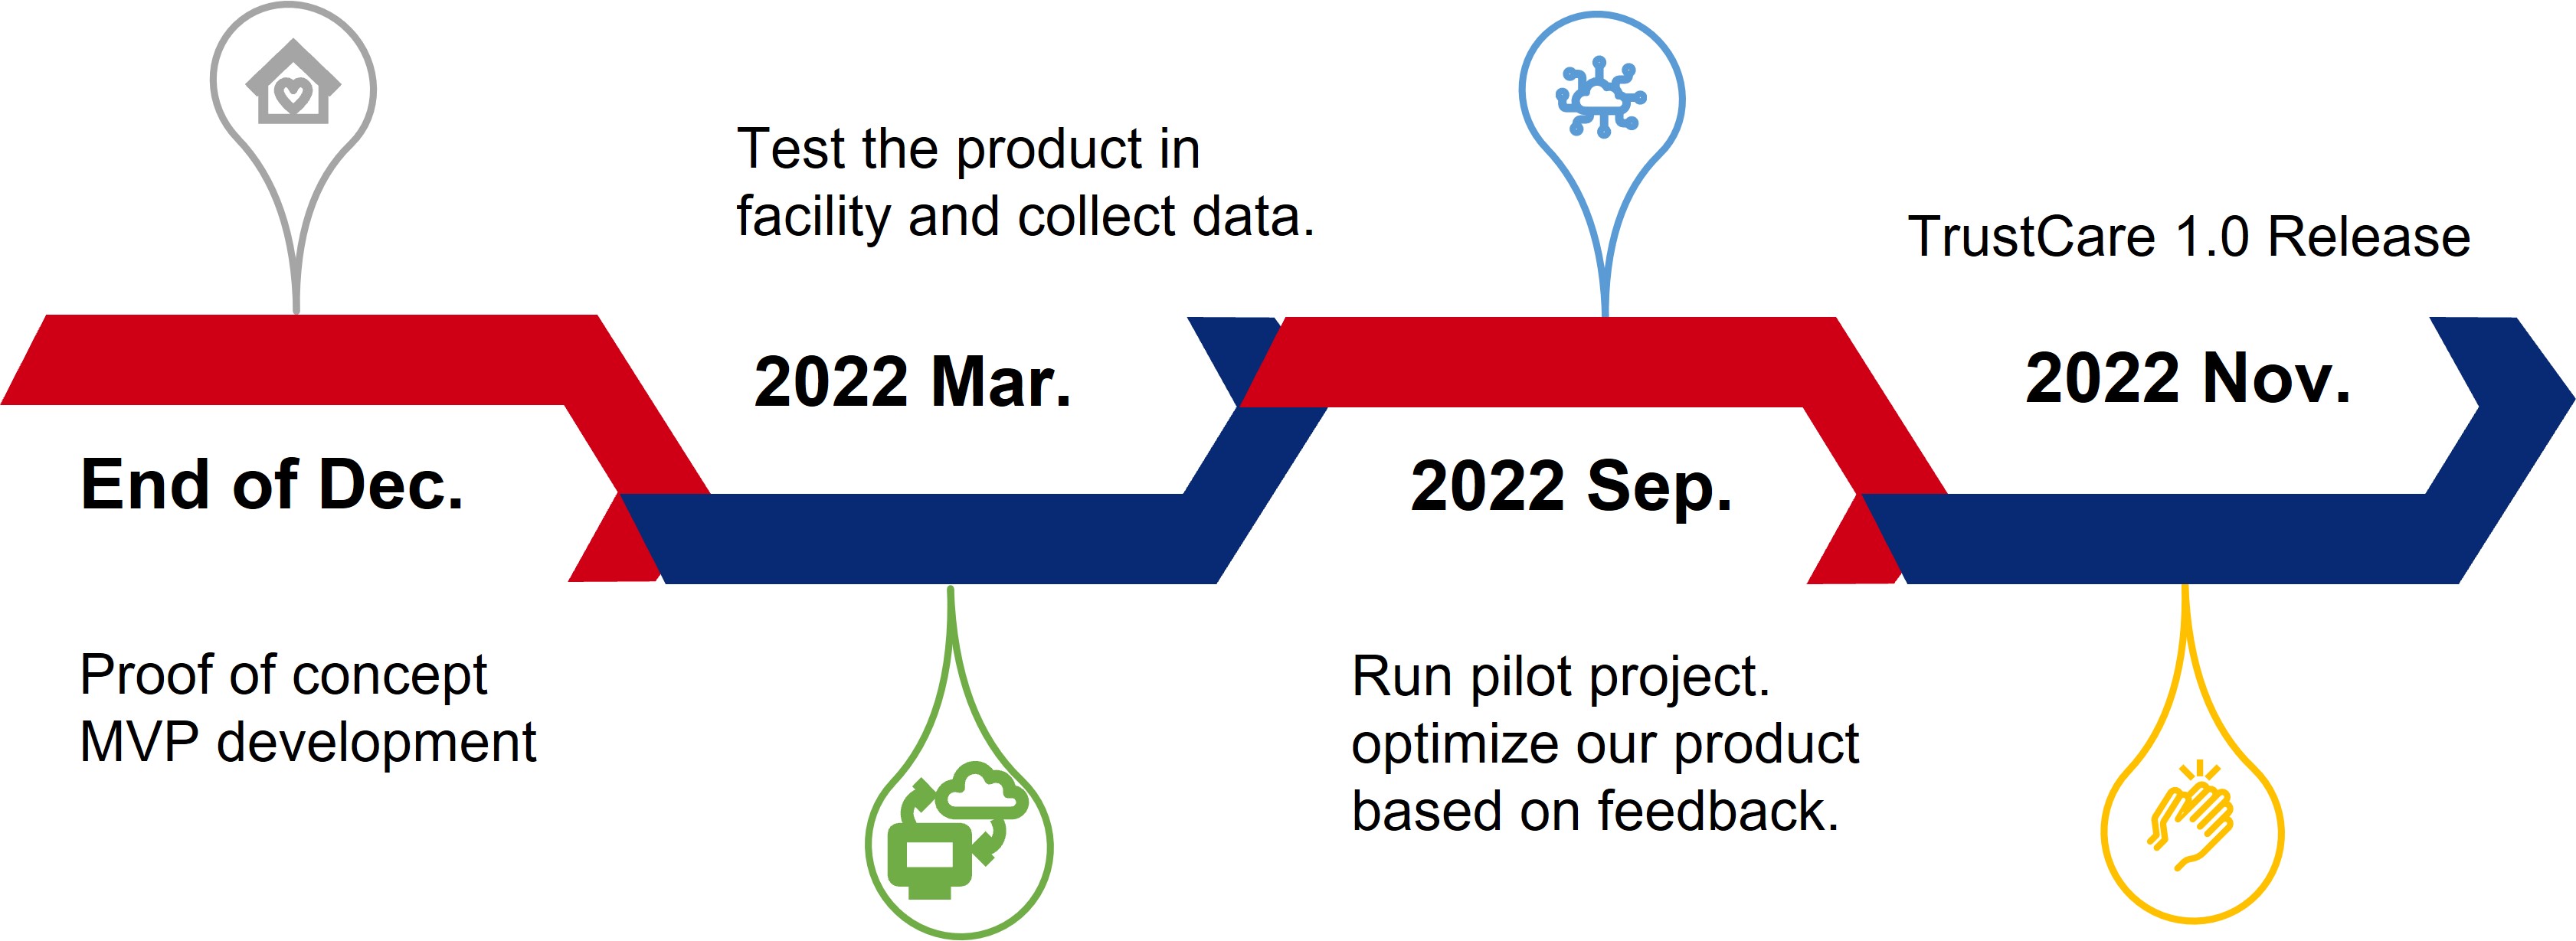 End of Dec.
Proof of concept
MVP development
Test the product in
facility and collect data.
2022 Mar.
2022 Sep.
Run pilot project.
optimize our product
based on feedback.
TrustCare 1.0 Release
2022 Nov.